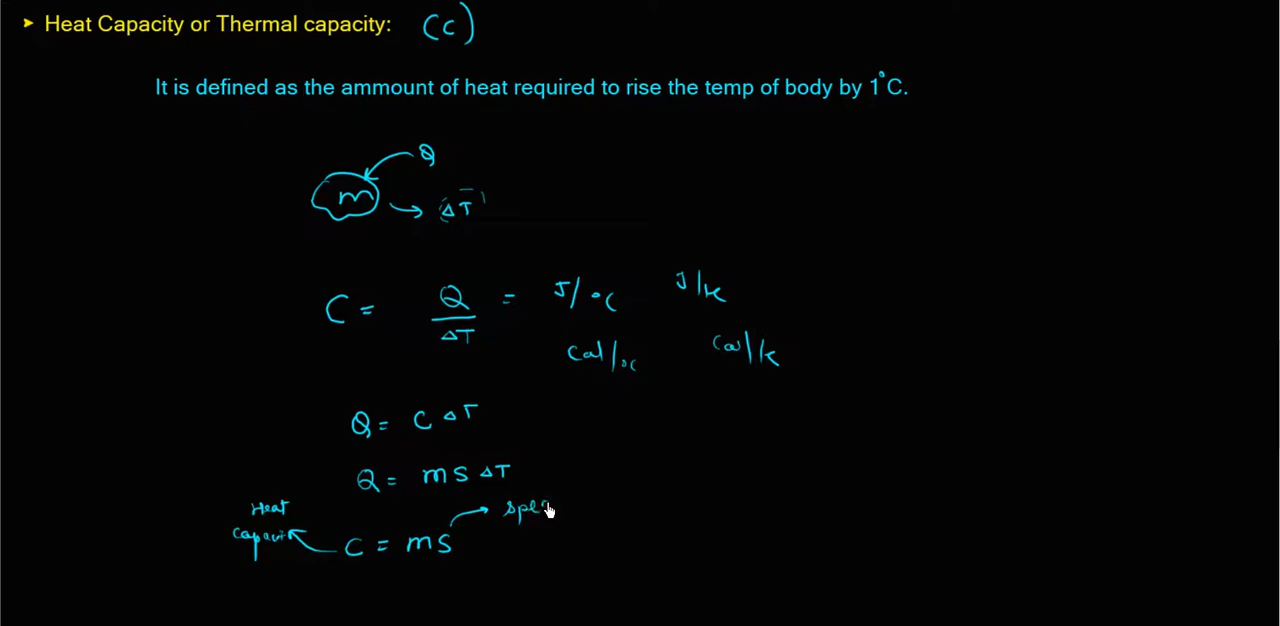 ➤ Heat Capacity or Thermal capacity: (C)
It is defined as the ammount of heat required to rise the temp of body by 1°C.
Q
m → ΔT
C = Q/ΔT = J/°C J/K
Cal/°C Cal/K
Q = C ΔT
Q = mS ΔT
Heat
C = mS